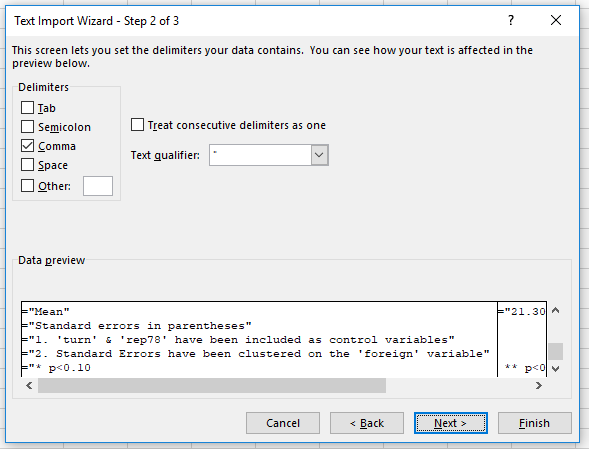 Text Import Wizard - Step 2 of 3
This screen lets you set the delimiters your data contains. You can see how your text is affected in the
preview below.
Delimiters
Tab
Semicolon
Comma
Space
Other:
Treat consecutive delimiters as one
Text qualifier: "
Data preview
="Mean" ="21.30
="Standard errors in parentheses"
="1. 'turn' & 'rep78' have been included as control variables"
="2. Standard Errors have been clustered on the 'foreign' variable"
="* p<0.10 ** p<0
Cancel < Back Next > Finish